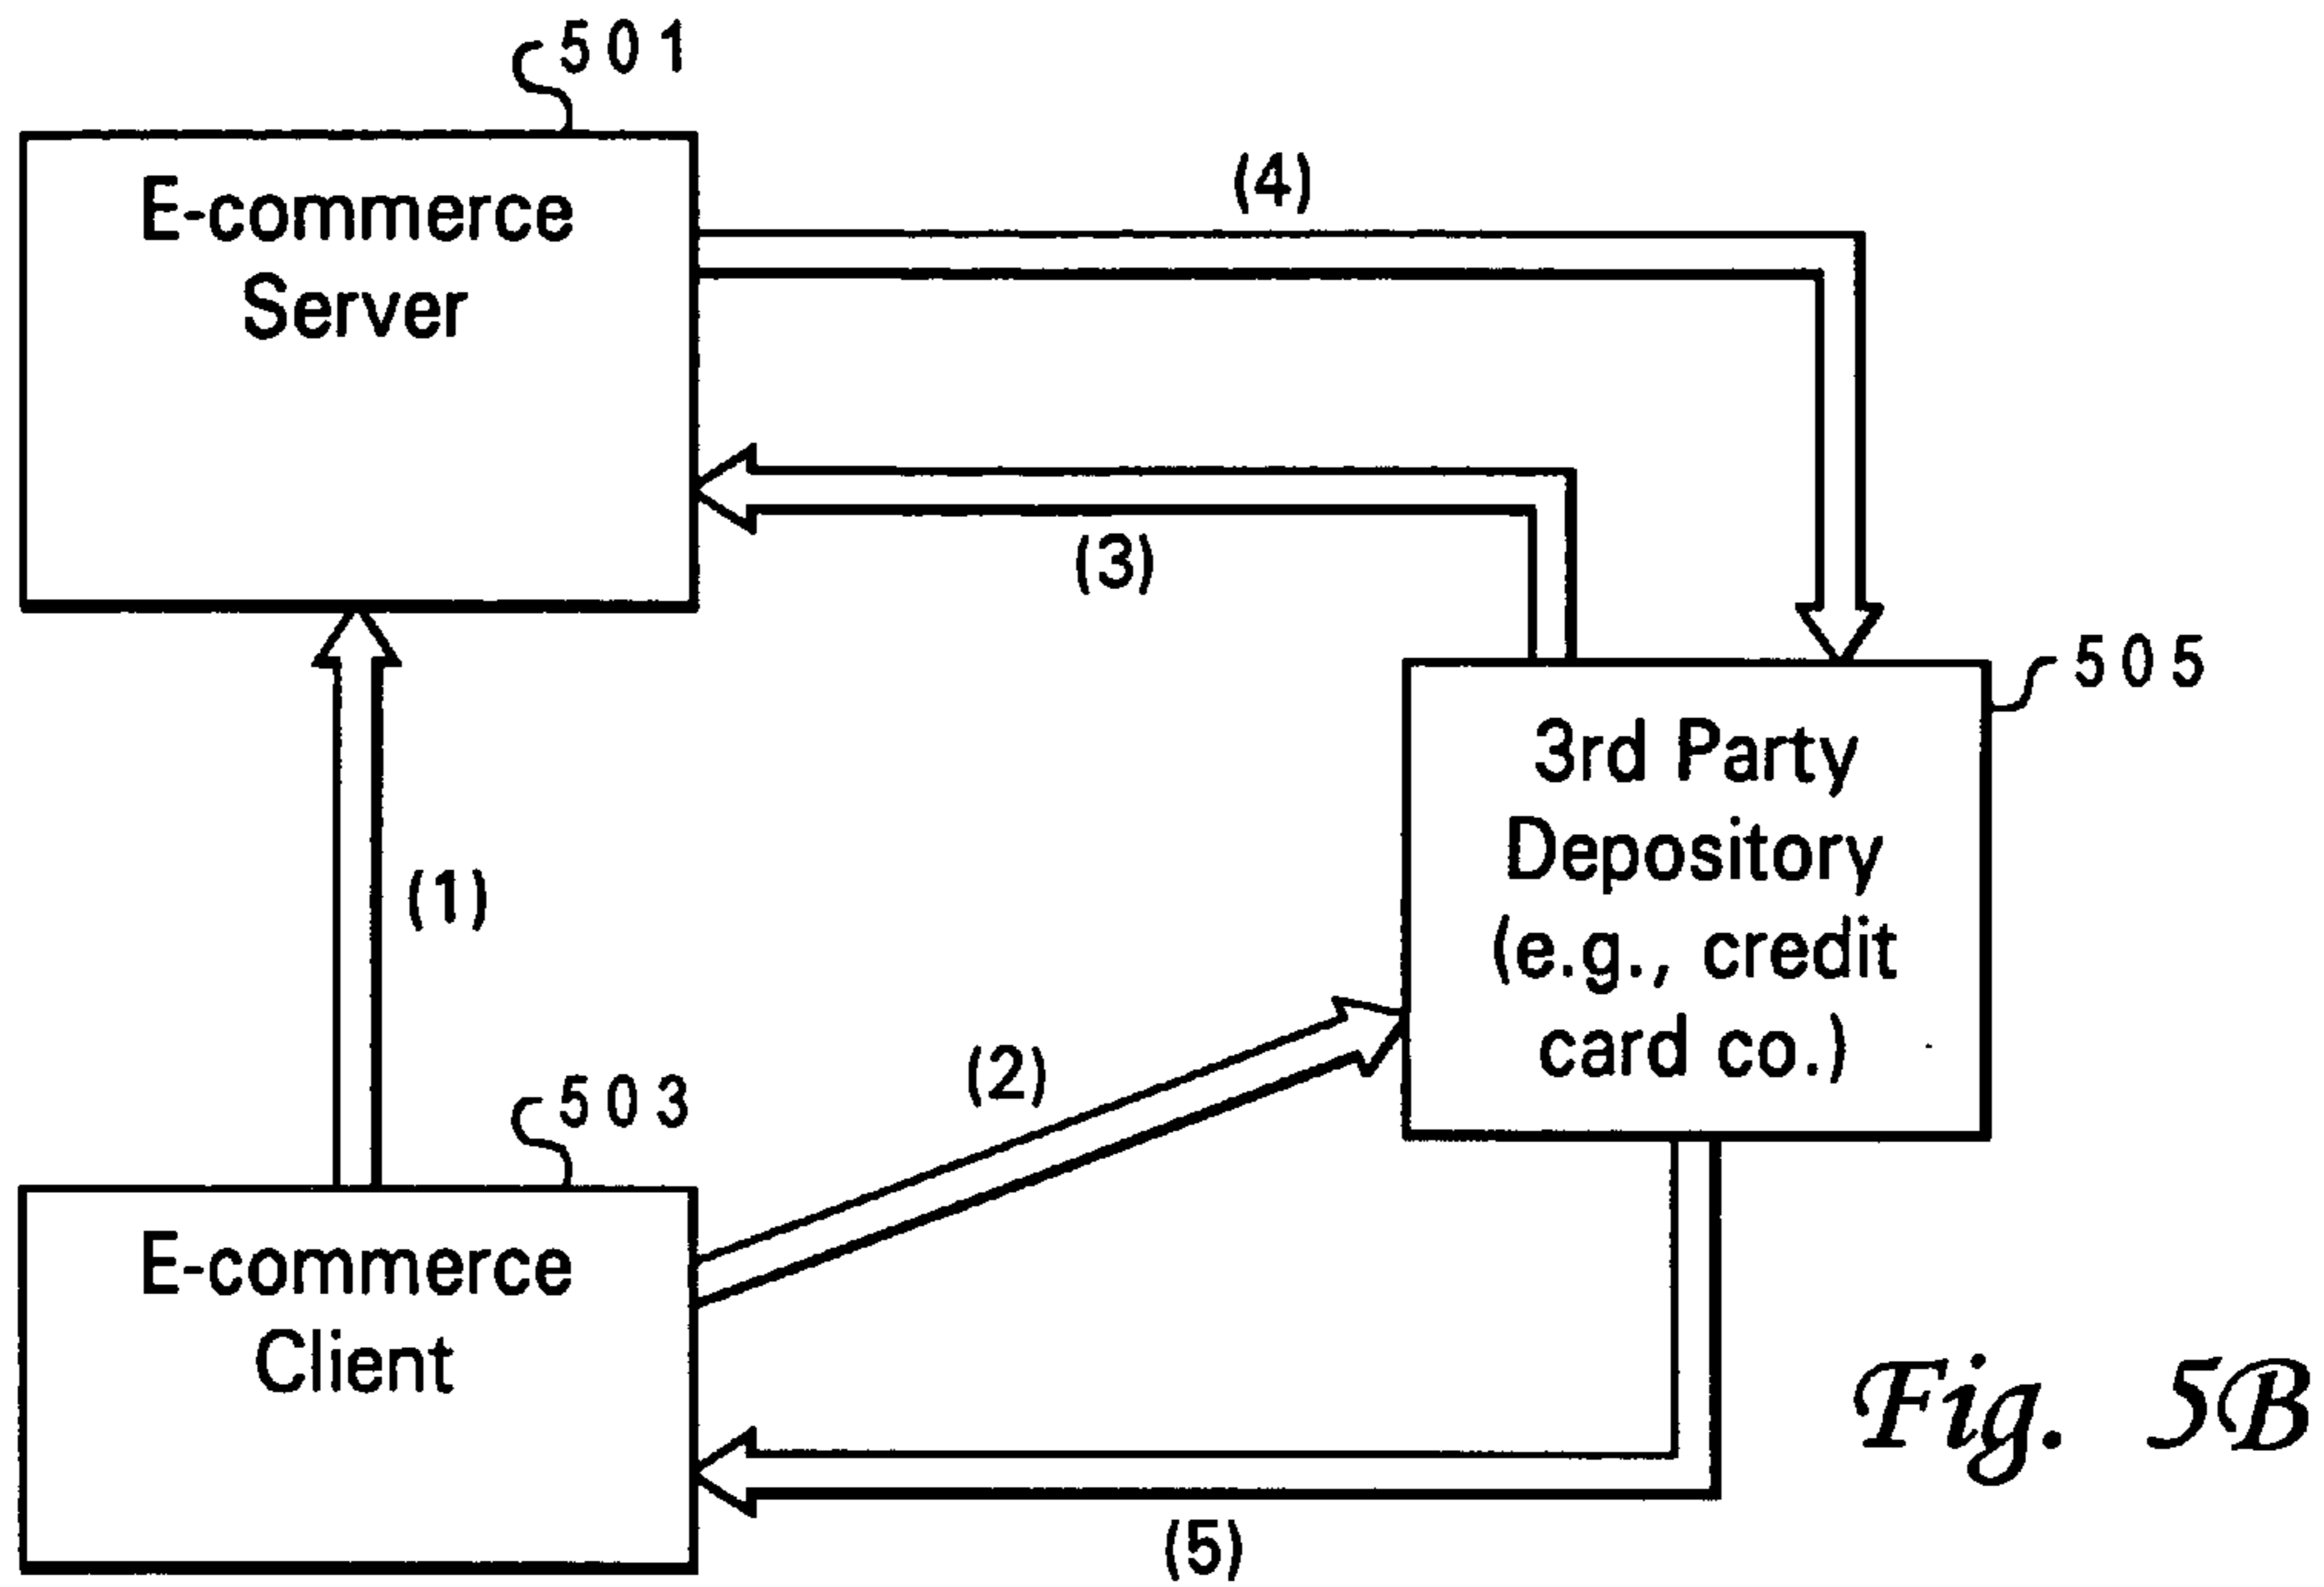 501
E-commerce
Server
(4)
(3)
505
3rd Party
Depository
(e.g., credit
card co.)
(1)
(2)
503
E-commerce
Client
(5)
Fig. 5B